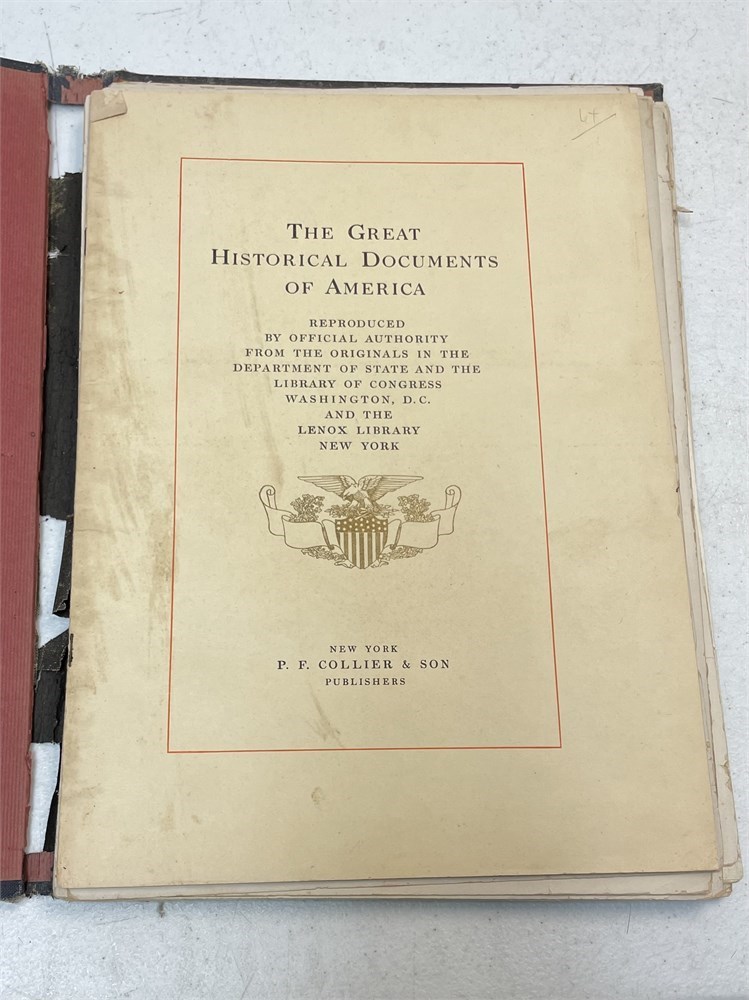 64
THE GREAT
HISTORICAL DOCUMENTS
OF AMERICA
REPRODUCED
BY OFFICIAL AUTHORITY
FROM THE ORIGINALS IN THE
DEPARTMENT OF STATE AND THE
LIBRARY OF CONGRESS
WASHINGTON, D.C.
AND THE
LENOX LIBRARY
NEW YORK
NEW YORK
P. F. COLLIER & SON
PUBLISHERS